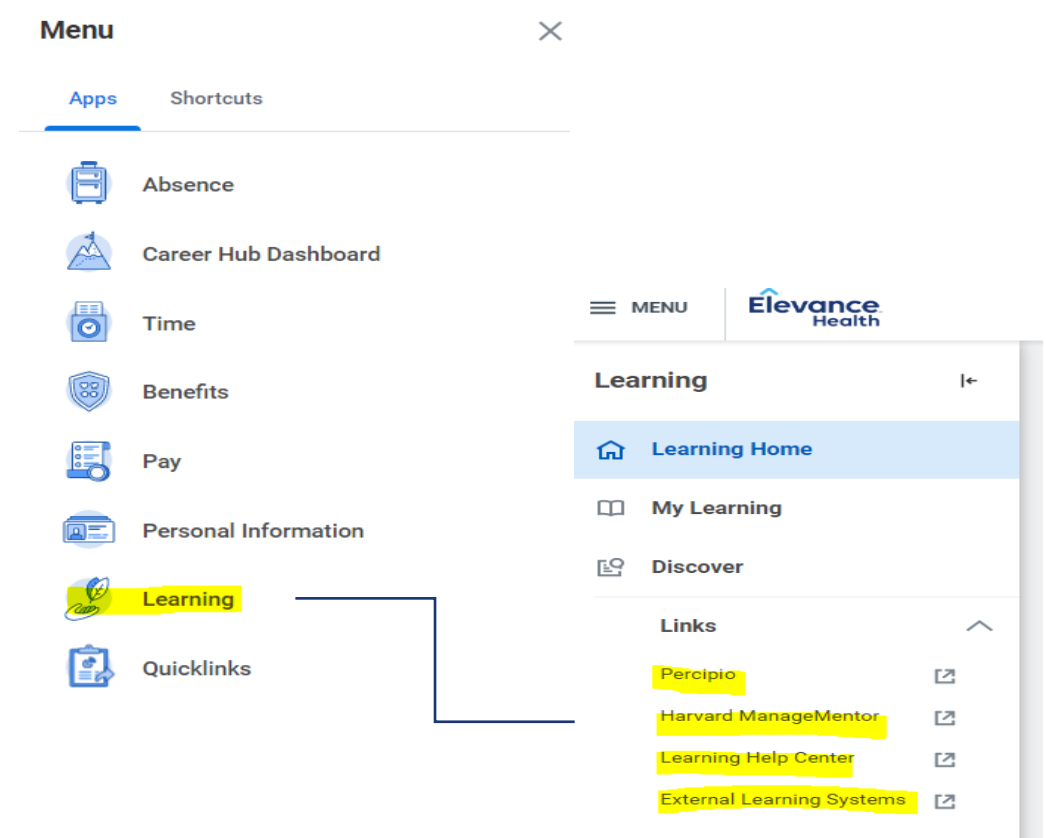 Menu
Apps Shortcuts
Absence
Career Hub Dashboard
Time
Benefits
Pay
Personal Information
Learning
Quicklinks
MENU
Elevance
Health
Learning
Learning Home
My Learning
Discover
Links
Percipio
Harvard ManageMentor
Learning Help Center
External Learning Systems